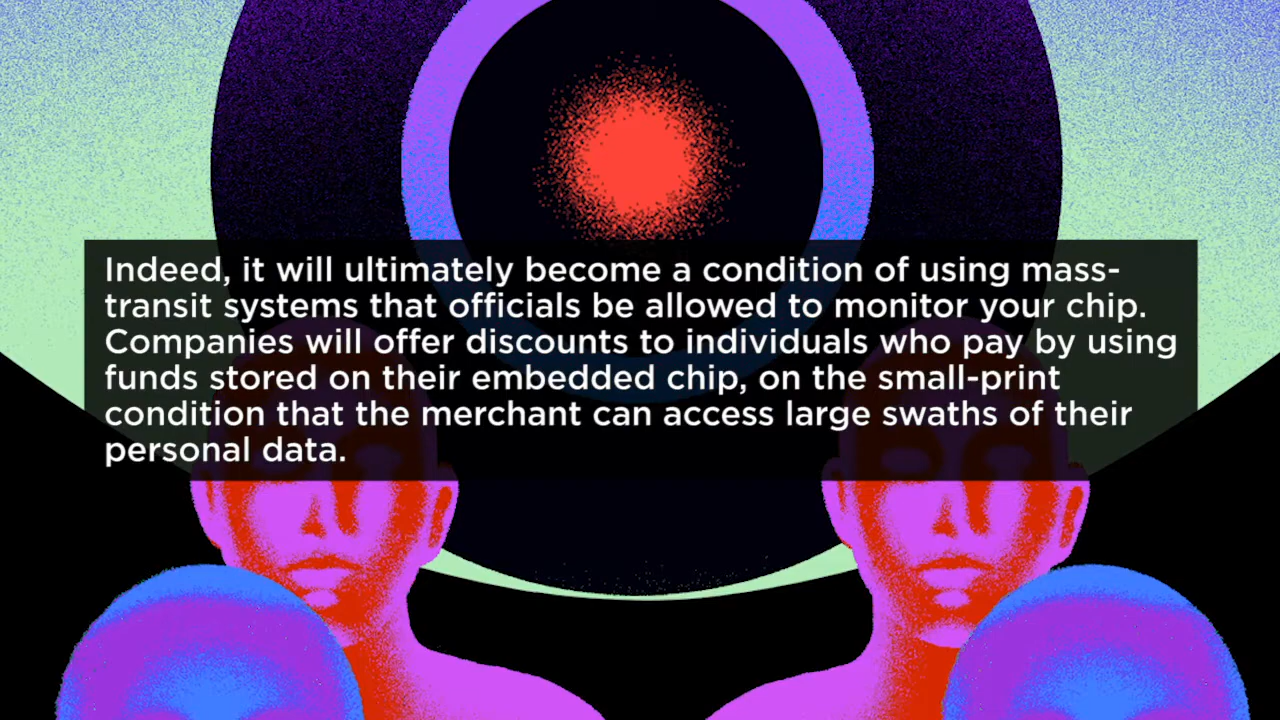 Indeed, it will ultimately become a condition of using mass-
transit systems that officials be allowed to monitor your chip.
Companies will offer discounts to individuals who pay by using
funds stored on their embedded chip, on the small-print
condition that the merchant can access large swaths of their
personal data.